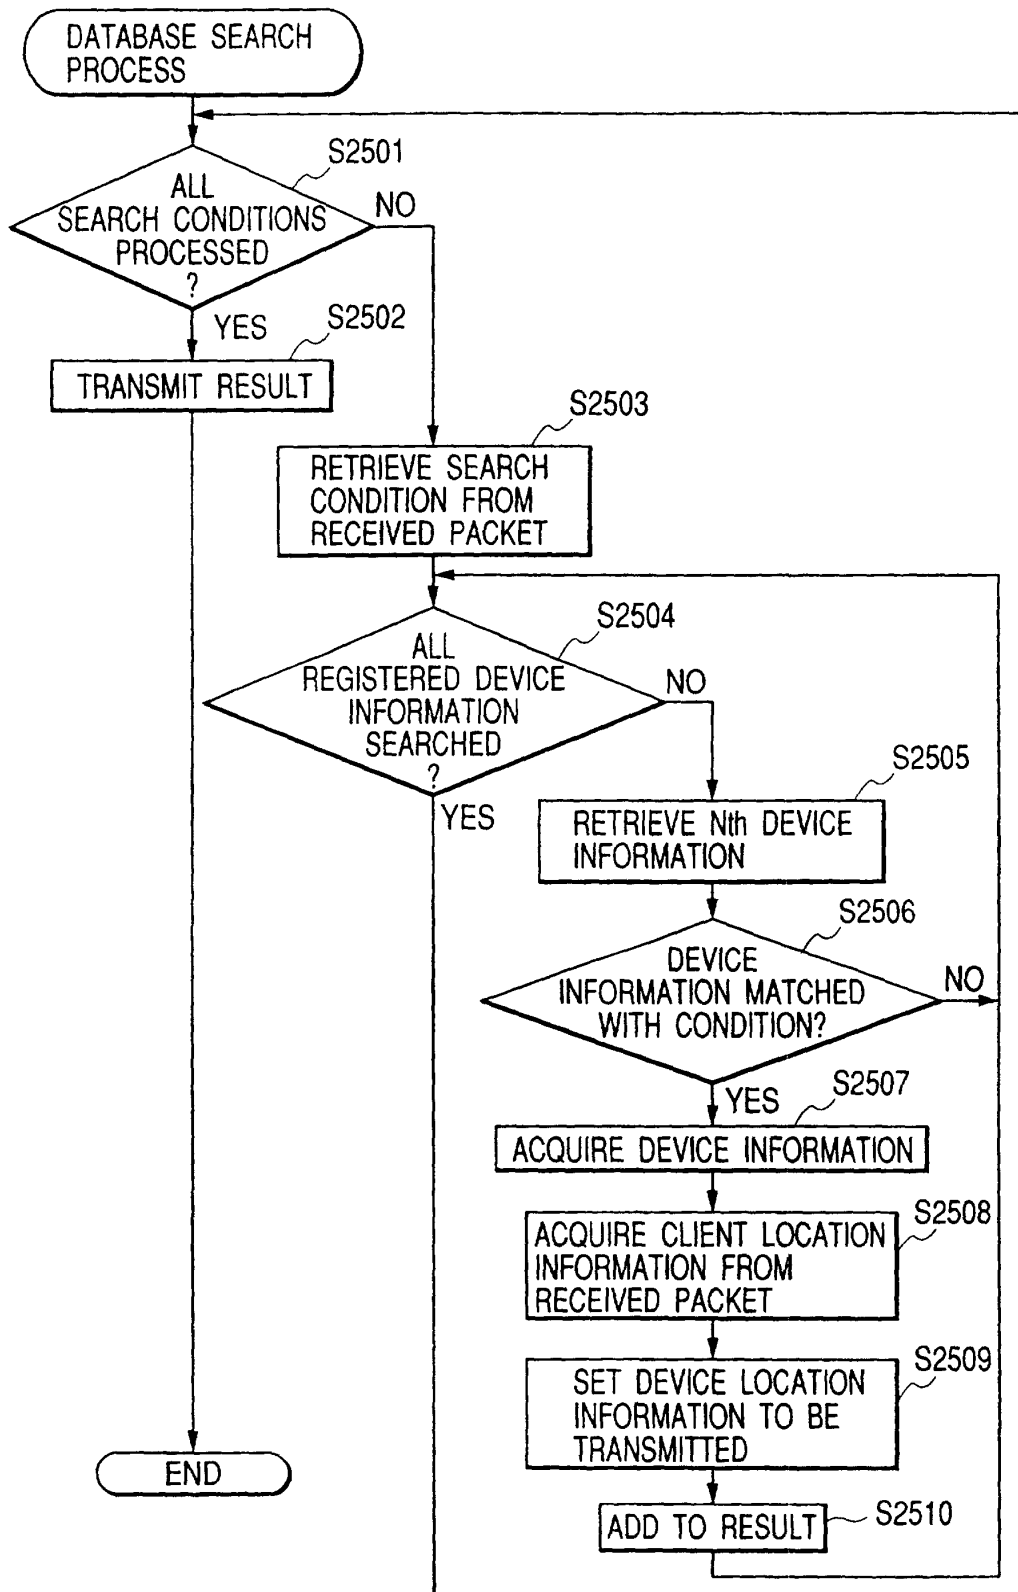 DATABASE SEARCH
PROCESS
S2501
ALL
SEARCH CONDITIONS
PROCESSED
?
NO
YES
S2502
TRANSMIT RESULT
S2503
RETRIEVE SEARCH
CONDITION FROM
RECEIVED PACKET
S2504
ALL
REGISTERED DEVICE
INFORMATION
SEARCHED
?
NO
YES
S2505
RETRIEVE Nth DEVICE
INFORMATION
S2506
DEVICE
INFORMATION MATCHED
WITH CONDITION?
NO
YES
S2507
ACQUIRE DEVICE INFORMATION
S2508
ACQUIRE CLIENT LOCATION
INFORMATION FROM
RECEIVED PACKET
S2509
SET DEVICE LOCATION
INFORMATION TO BE
TRANSMITTED
END
S2510
ADD TO RESULT